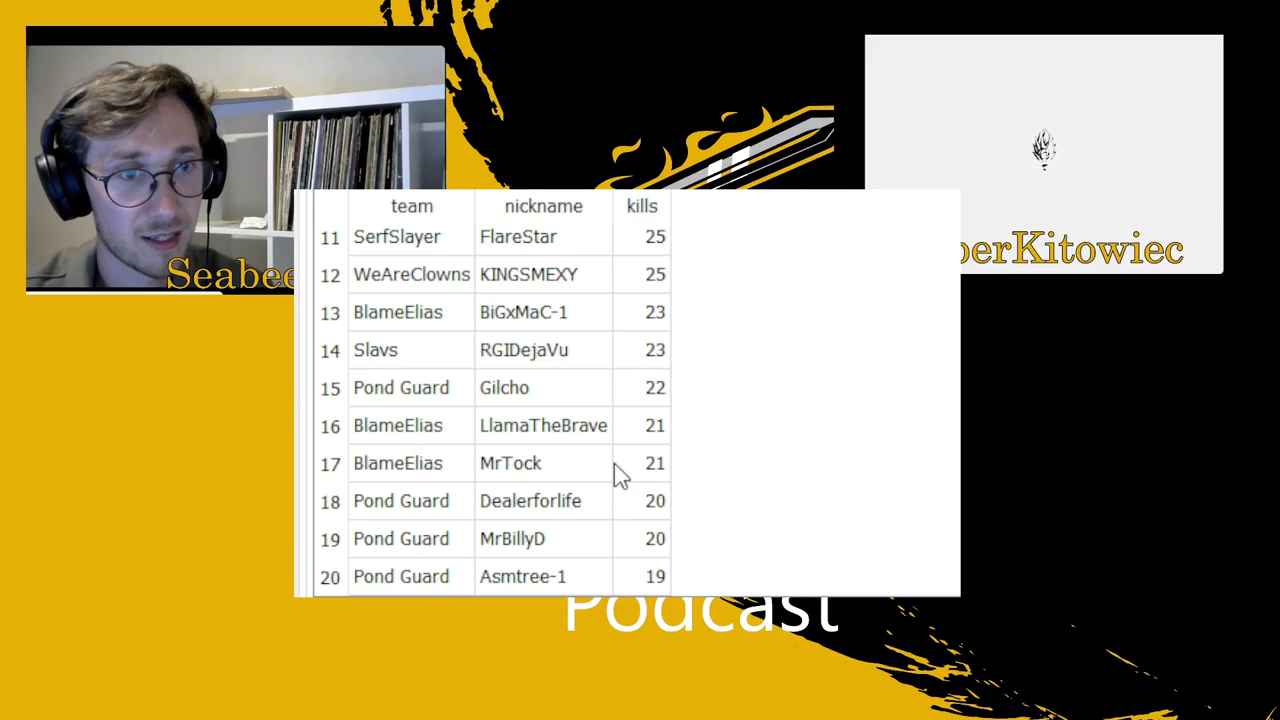 team nickname kills
11 SerfSlayer FlareStar 25
12 WeAreClowns KINGSMEXY 25
13 BlameElias BiGxMaC-1 23
14 Slavs RGIDejaVu 23
15 Pond Guard Gilcho 22
16 BlameElias LlamaTheBrave 21
17 BlameElias MrTock 21
18 Pond Guard Dealerforlife 20
19 Pond Guard MrBillyD 20
20 Pond Guard Asmtree-1 19
Seabee
berKitowiec
Podcast